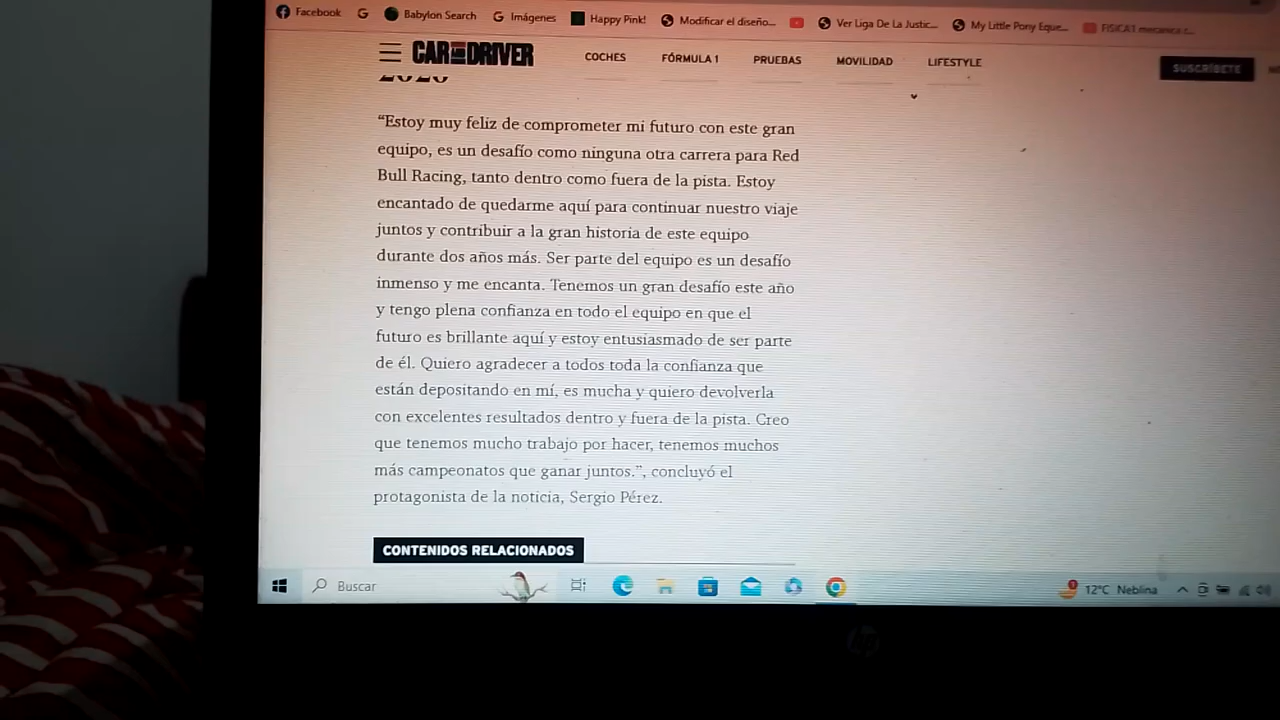 Facebook G Babylon Search G Imágenes Happy Pink! Modificar el diseño... Ver Liga De La Justic... My Little Pony Eque... FISICA1 mecanica c...
CAR AND DRIVER COCHES FÓRMULA 1 PRUEBAS MOVILIDAD LIFESTYLE SUSCRÍBETE
“Estoy muy feliz de comprometer mi futuro con este gran
equipo, es un desafío como ninguna otra carrera para Red
Bull Racing, tanto dentro como fuera de la pista. Estoy
encantado de quedarme aquí para continuar nuestro viaje
juntos y contribuir a la gran historia de este equipo
durante dos años más. Ser parte del equipo es un desafío
inmenso y me encanta. Tenemos un gran desafío este año
y tengo plena confianza en todo el equipo en que el
futuro es brillante aquí y estoy entusiasmado de ser parte
de él. Quiero agradecer a todos toda la confianza que
están depositando en mí, es mucha y quiero devolverla
con excelentes resultados dentro y fuera de la pista. Creo
que tenemos mucho trabajo por hacer, tenemos muchos
más campeonatos que ganar juntos.”, concluyó el
protagonista de la noticia, Sergio Pérez.
CONTENIDOS RELACIONADOS
Buscar 1 12°C Neblina
hp